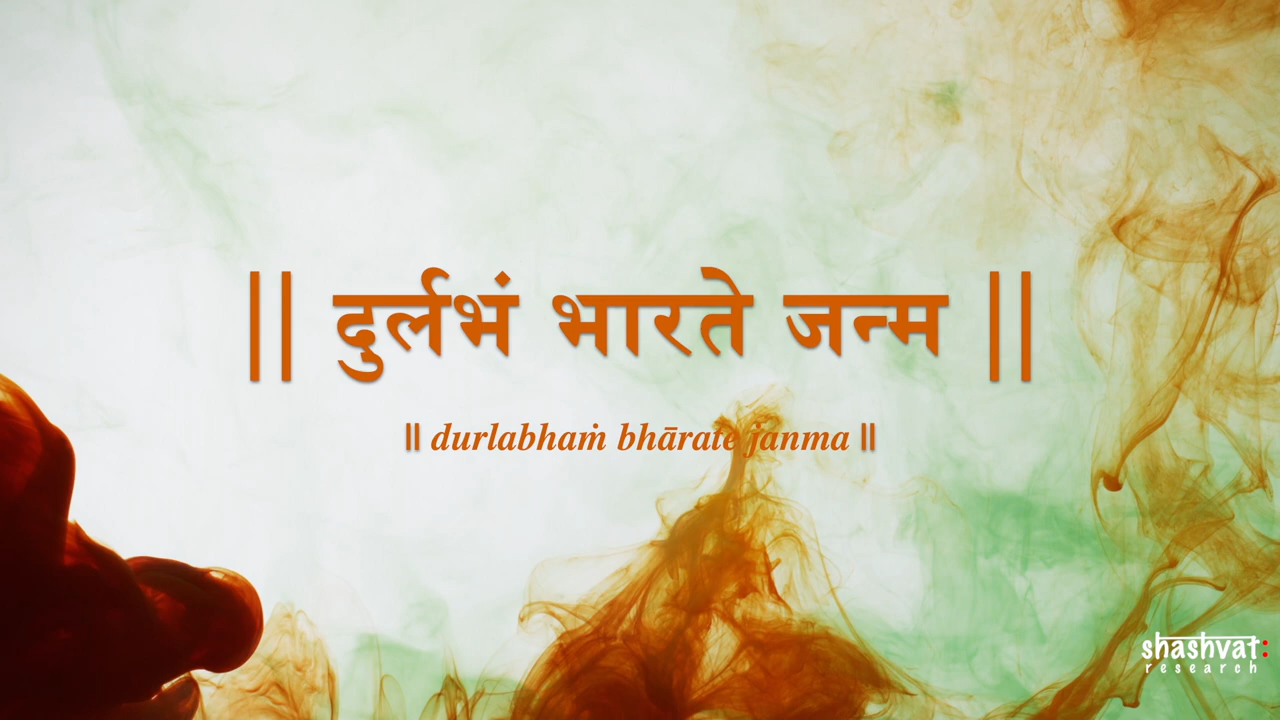 || दुर्लभं भारते जन्म ||
|| durlabhaṁ bhārate janma ||
shashvat:
research